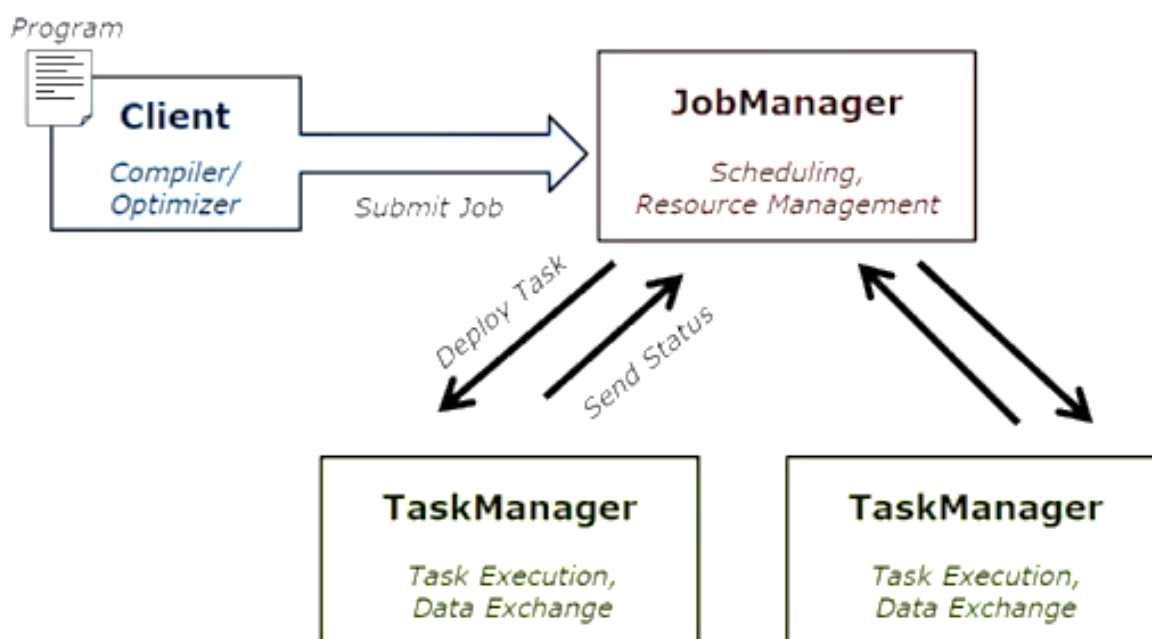 Program
Client
Compiler/
Optimizer
Submit Job
JobManager
Scheduling,
Resource Management
Deploy Task
Send Status
TaskManager
Task Execution,
Data Exchange
TaskManager
Task Execution,
Data Exchange